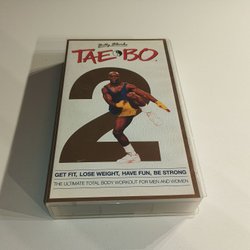 Billy Blanks
TAE BO.
2
GET FIT, LOSE WEIGHT, HAVE FUN, BE STRONG
THE ULTIMATE TOTAL BODY WORKOUT FOR MEN AND WOMEN